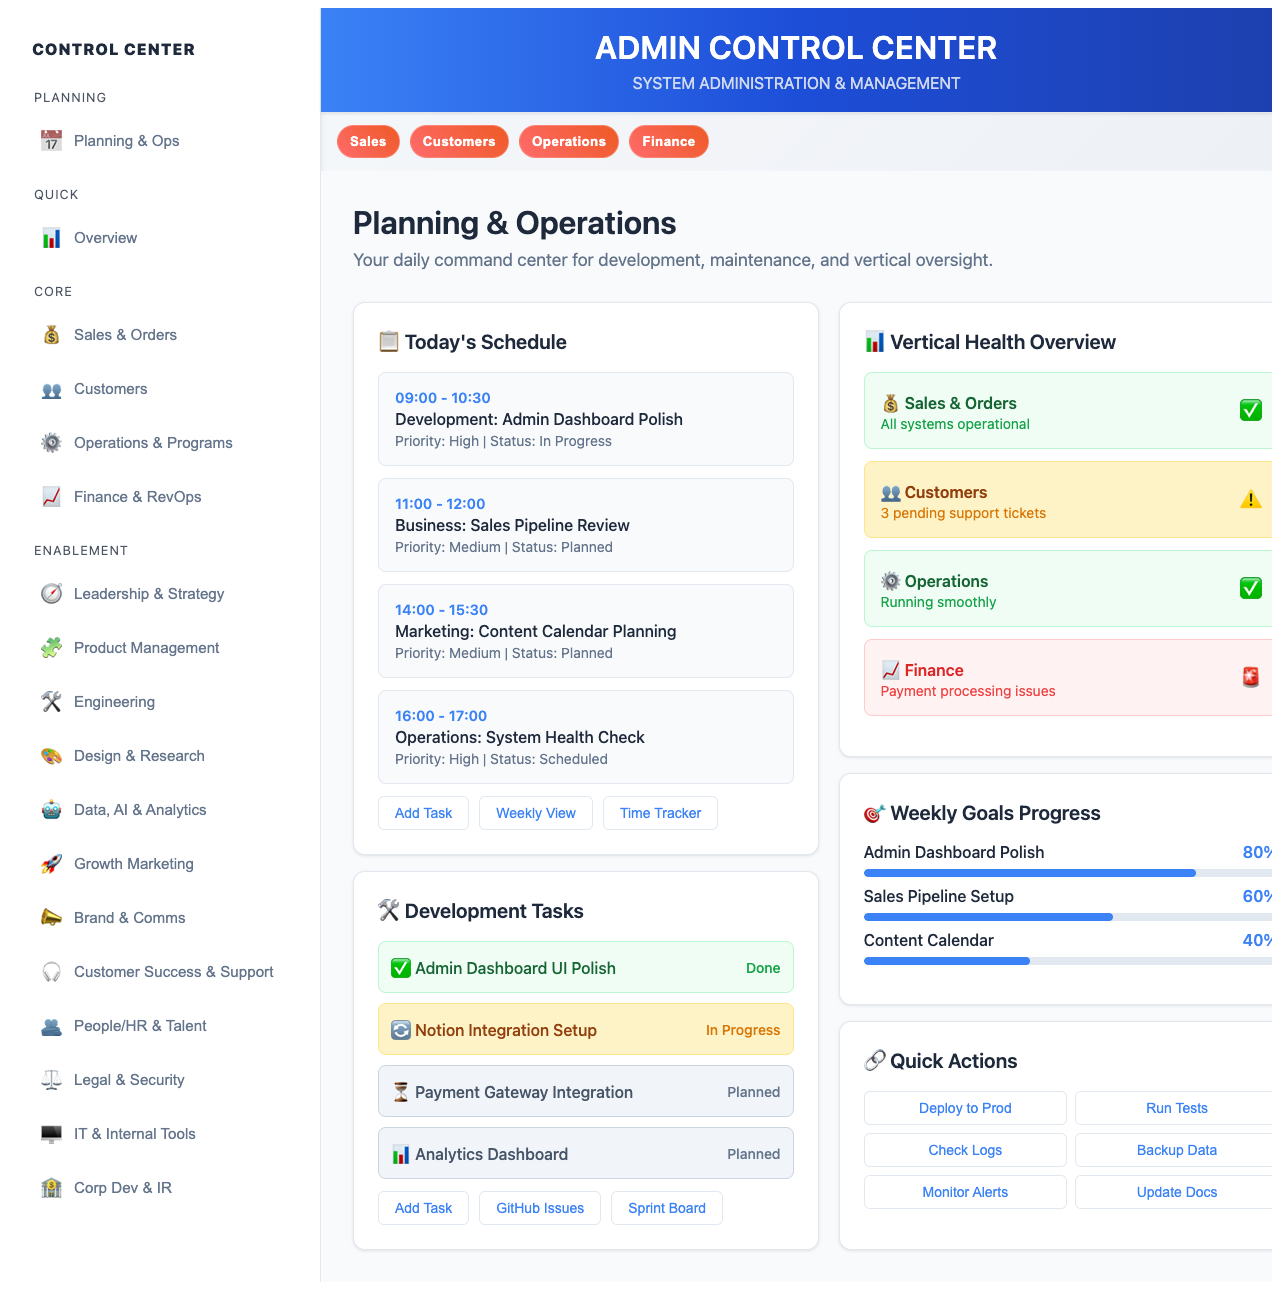 CONTROL CENTER
PLANNING
Planning & Ops
QUICK
Overview
CORE
Sales & Orders
Customers
Operations & Programs
Finance & RevOps
ENABLEMENT
Leadership & Strategy
Product Management
Engineering
Design & Research
Data, AI & Analytics
Growth Marketing
Brand & Comms
Customer Success & Support
People/HR & Talent
Legal & Security
IT & Internal Tools
Corp Dev & IR
ADMIN CONTROL CENTER
SYSTEM ADMINISTRATION & MANAGEMENT
Sales
Customers
Operations
Finance
Planning & Operations
Your daily command center for development, maintenance, and vertical oversight.
Today's Schedule
09:00 - 10:30
Development: Admin Dashboard Polish
Priority: High | Status: In Progress
11:00 - 12:00
Business: Sales Pipeline Review
Priority: Medium | Status: Planned
14:00 - 15:30
Marketing: Content Calendar Planning
Priority: Medium | Status: Planned
16:00 - 17:00
Operations: System Health Check
Priority: High | Status: Scheduled
Add Task
Weekly View
Time Tracker
Development Tasks
Admin Dashboard UI Polish
Done
Notion Integration Setup
In Progress
Payment Gateway Integration
Planned
Analytics Dashboard
Planned
Add Task
GitHub Issues
Sprint Board
Vertical Health Overview
Sales & Orders
All systems operational
Customers
3 pending support tickets
Operations
Running smoothly
Finance
Payment processing issues
Weekly Goals Progress
Admin Dashboard Polish
80%
Sales Pipeline Setup
60%
Content Calendar
40%
Quick Actions
Deploy to Prod
Run Tests
Check Logs
Backup Data
Monitor Alerts
Update Docs